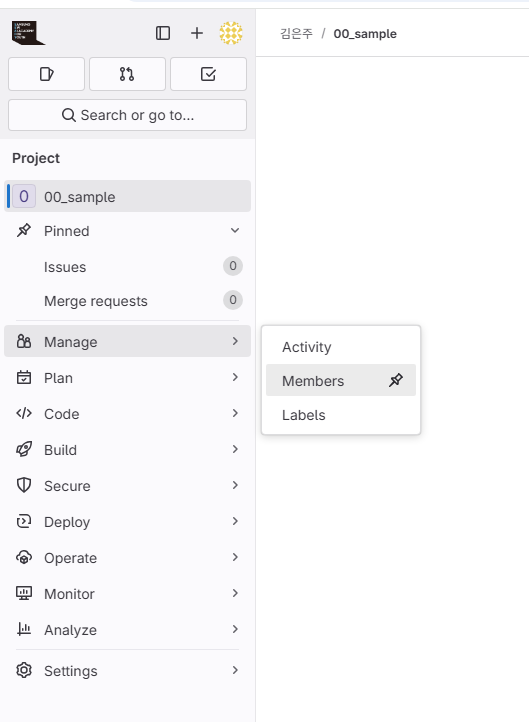 김은주 / 00_sample
Search or go to...
Project
0 00_sample
Pinned
Issues 0
Merge requests 0
Manage
Activity
Members
Labels
Plan
Code
Build
Secure
Deploy
Operate
Monitor
Analyze
Settings